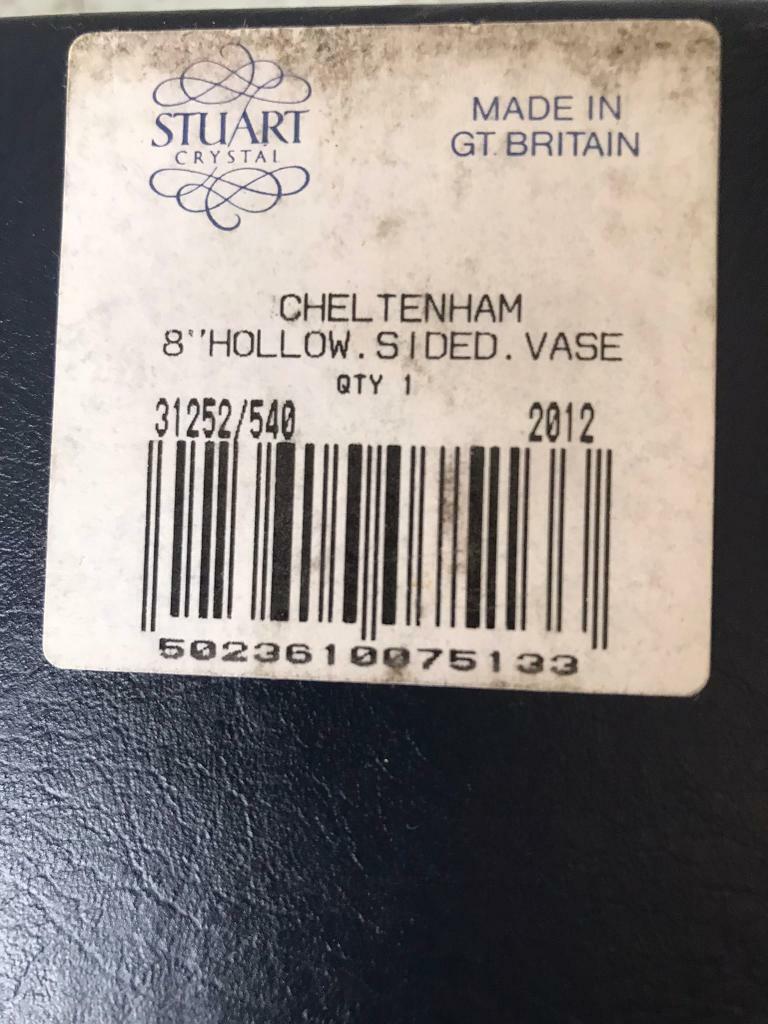 STUART
CRYSTAL
MADE IN
GT. BRITAIN
CHELTENHAM
8"HOLLOW.SIDED.VASE
QTY 1
31252/540 2012
5023610075133